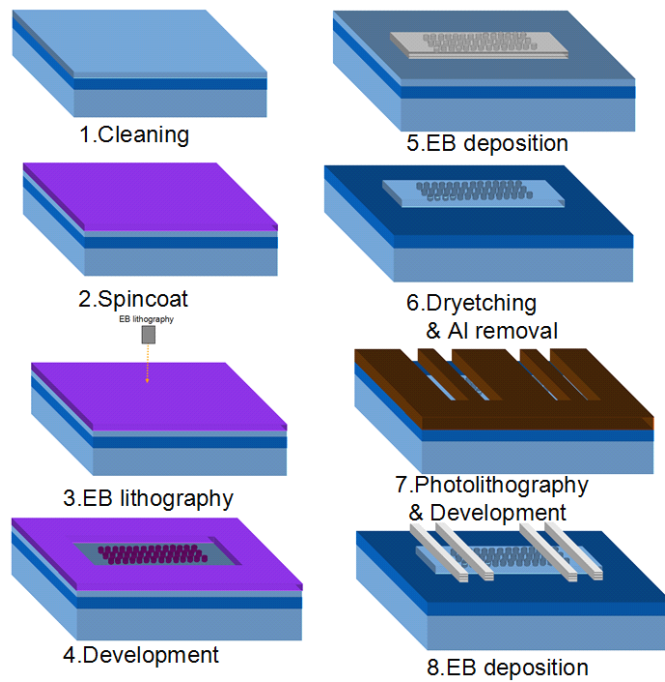 1.Cleaning
2.Spincoat
EB lithography
3.EB lithography
4.Development
5.EB deposition
6.Dryetching
& Al removal
7.Photolithography
& Development
8.EB deposition